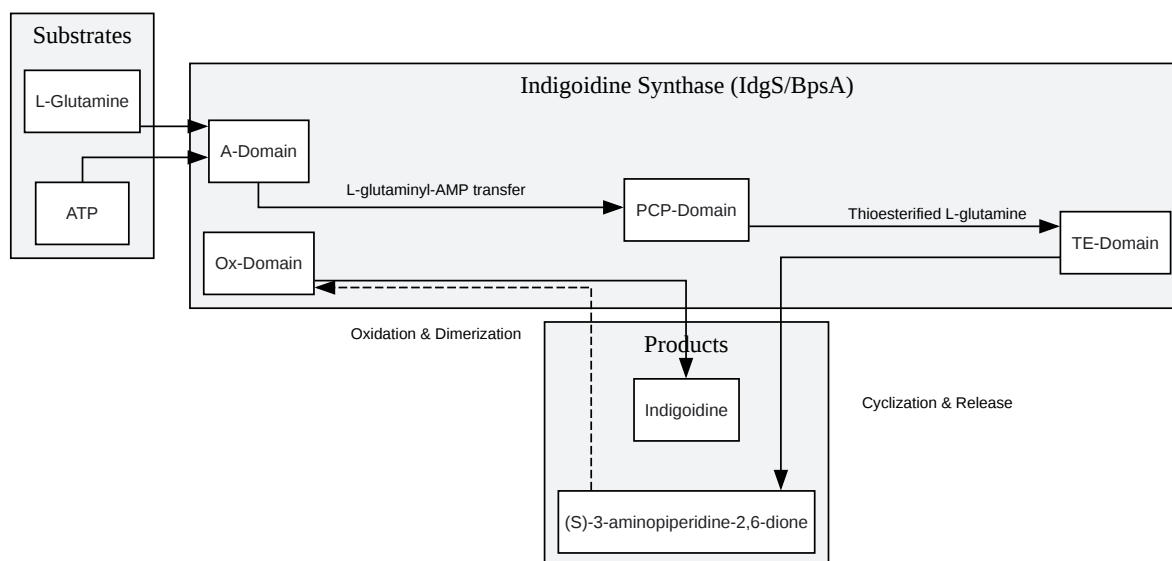 Substrates
L-Glutamine
ATP
Indigoidine Synthase (IdgS/BpsA)
A-Domain
L-glutaminyl-AMP transfer
PCP-Domain
Thioesterified L-glutamine
TE-Domain
Ox-Domain
Oxidation & Dimerization
Products
Indigoidine
Cyclization & Release
(S)-3-aminopiperidine-2,6-dione